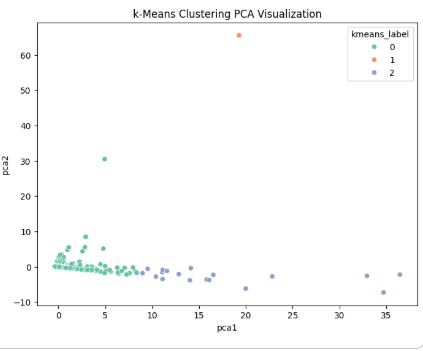 k-Means Clustering PCA Visualization
kmeans_label
0
1
2
60
50
40
30
20
10
0
−10
pca2
0 5 10 15 20 25 30 35
pca1